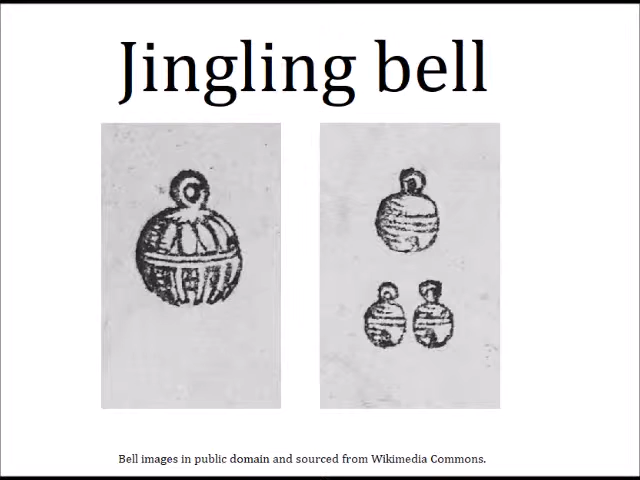 Jingling bell
Bell images in public domain and sourced from Wikimedia Commons.